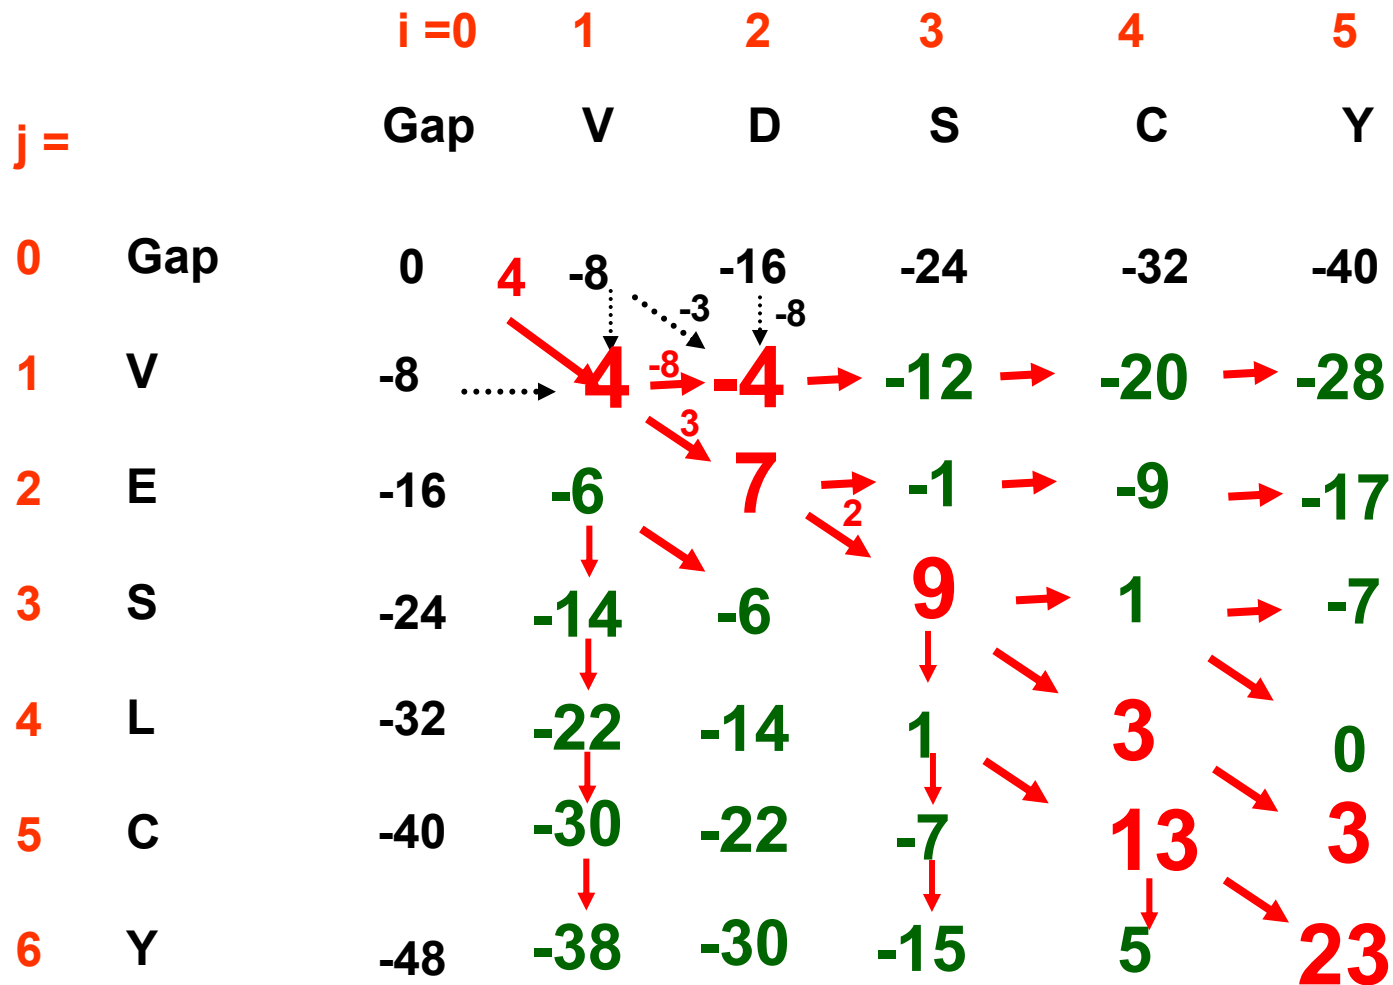 i =0 1 2 3 4 5
j = Gap V D S C Y
0 Gap 0 4 -8 -16 -24 -32 -40
-3 -8
1 V -8 4 -8 -4 -12 -20 -28
3
2 E -16 -6 7 -1 -9 -17
2
3 S -24 -14 -6 9 1 -7
4 L -32 -22 -14 1 3 0
5 C -40 -30 -22 -7 13 3
6 Y -48 -38 -30 -15 5 23